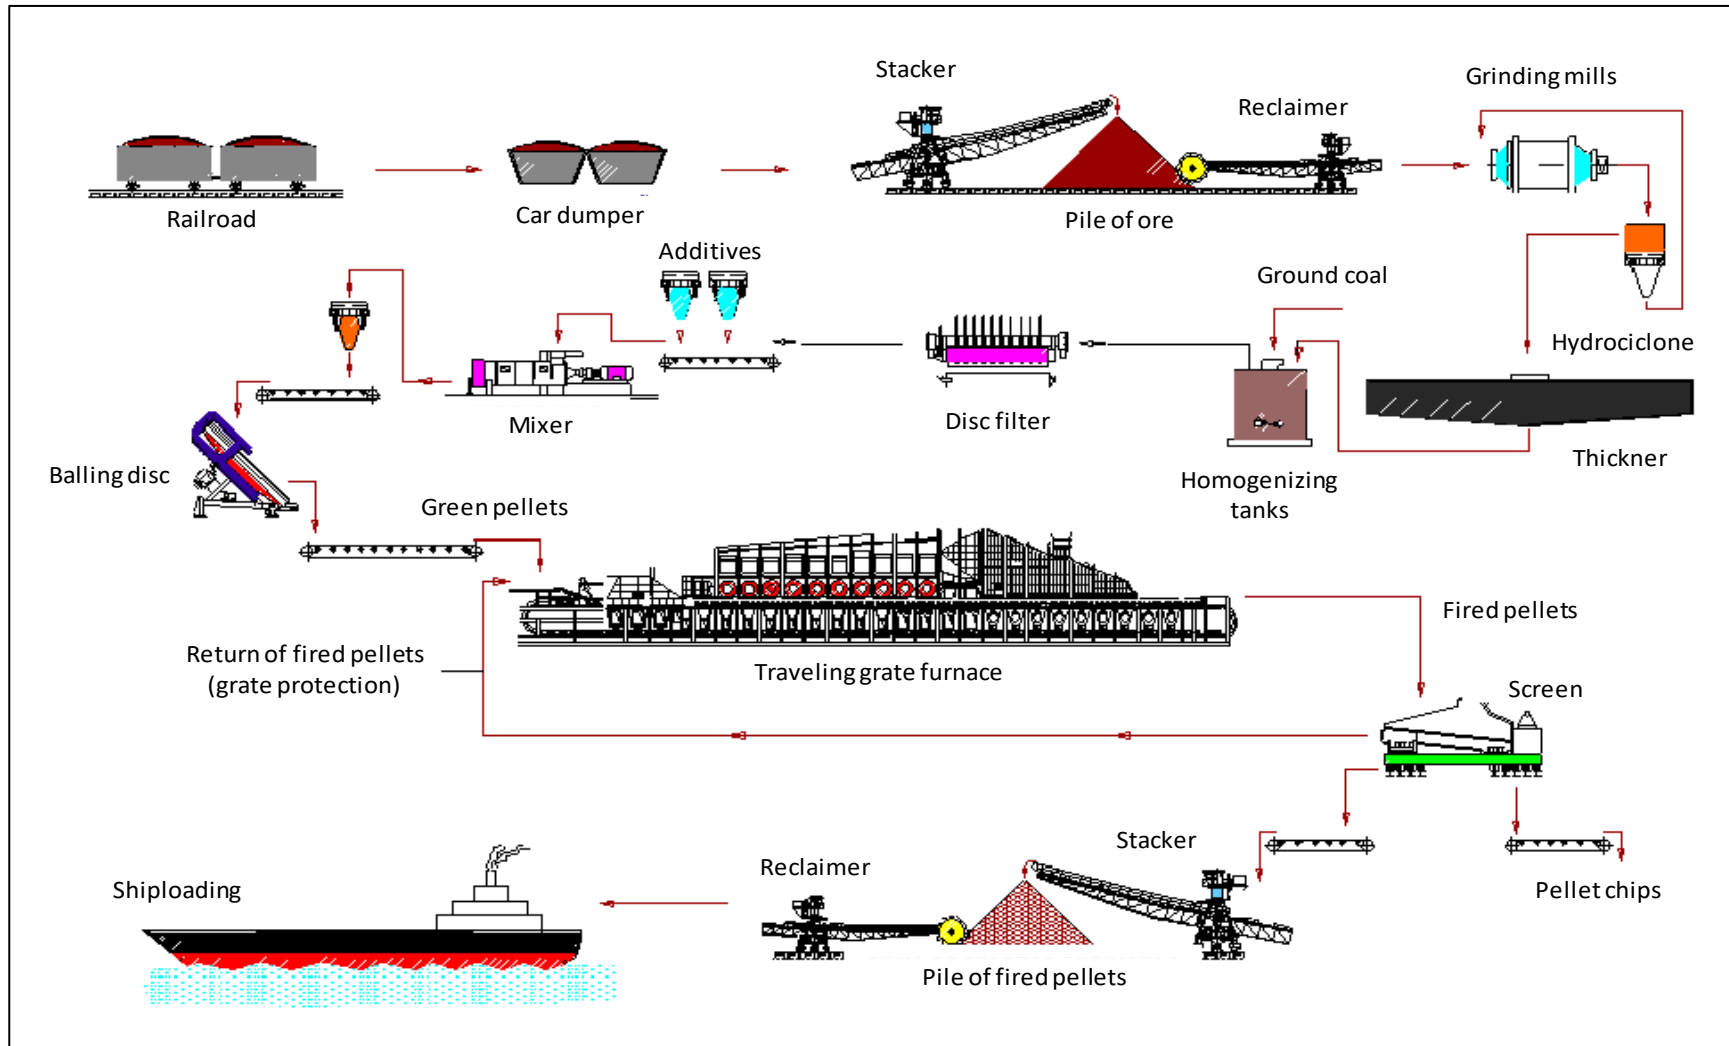 Stacker
Grinding mills
Reclaimer
Railroad
Car dumper
Pile of ore
Additives
Ground coal
Hydrociclone
Mixer
Disc filter
Thickner
Balling disc
Homogenizing
tanks
Green pellets
Fired pellets
Return of fired pellets
(grate protection)
Traveling grate furnace
Screen
Stacker
Reclaimer
Shiploading
Pellet chips
Pile of fired pellets